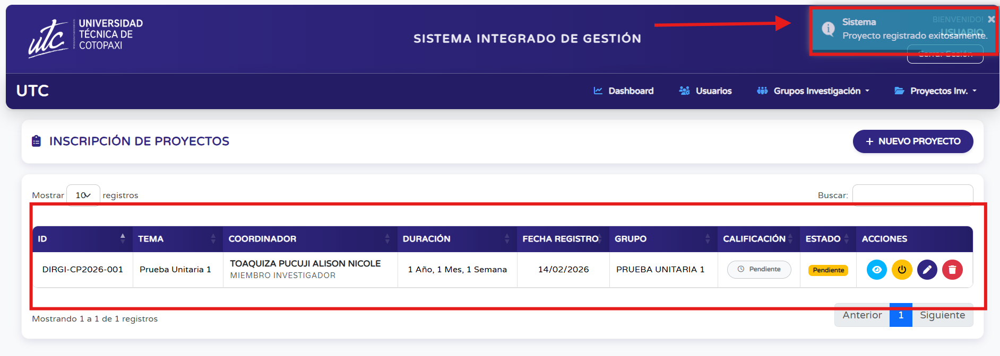 utc
UNIVERSIDAD
TÉCNICA DE
COTOPAXI
SISTEMA INTEGRADO DE GESTIÓN
BIENVENIDO!
USUARIO
Sistema
Proyecto registrado exitosamente.
Cerrar Sesión
UTC
Dashboard
Usuarios
Grupos Investigación
Proyectos Inv.
INSCRIPCIÓN DE PROYECTOS
+ NUEVO PROYECTO
Mostrar 10 registros
Buscar:
ID TEMA COORDINADOR DURACIÓN FECHA REGISTRO GRUPO CALIFICACIÓN ESTADO ACCIONES
DIRGI-CP2026-001 Prueba Unitaria 1 TOAQUIZA PUCUJI ALISON NICOLE 1 Año, 1 Mes, 1 Semana 14/02/2026 PRUEBA UNITARIA 1 Pendiente Pendiente
MIEMBRO INVESTIGADOR
Mostrando 1 a 1 de 1 registros
Anterior 1 Siguiente